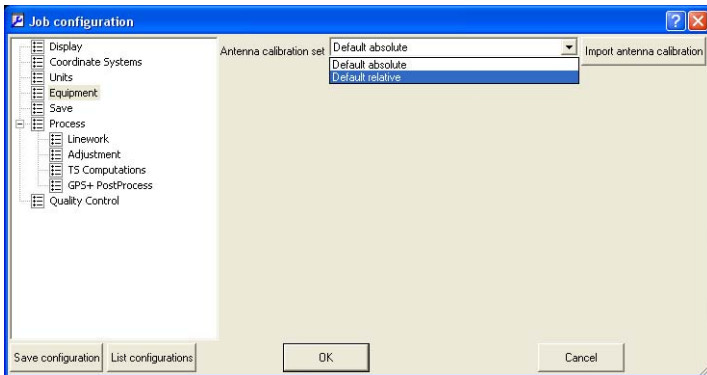 Job configuration
Display
Coordinate Systems
Units
Equipment
Save
Process
Linework
Adjustment
TS Computations
GPS+ PostProcess
Quality Control
Antenna calibration set
Default absolute
Import antenna calibration
Default absolute
Default relative
Save configuration
List configurations
OK
Cancel